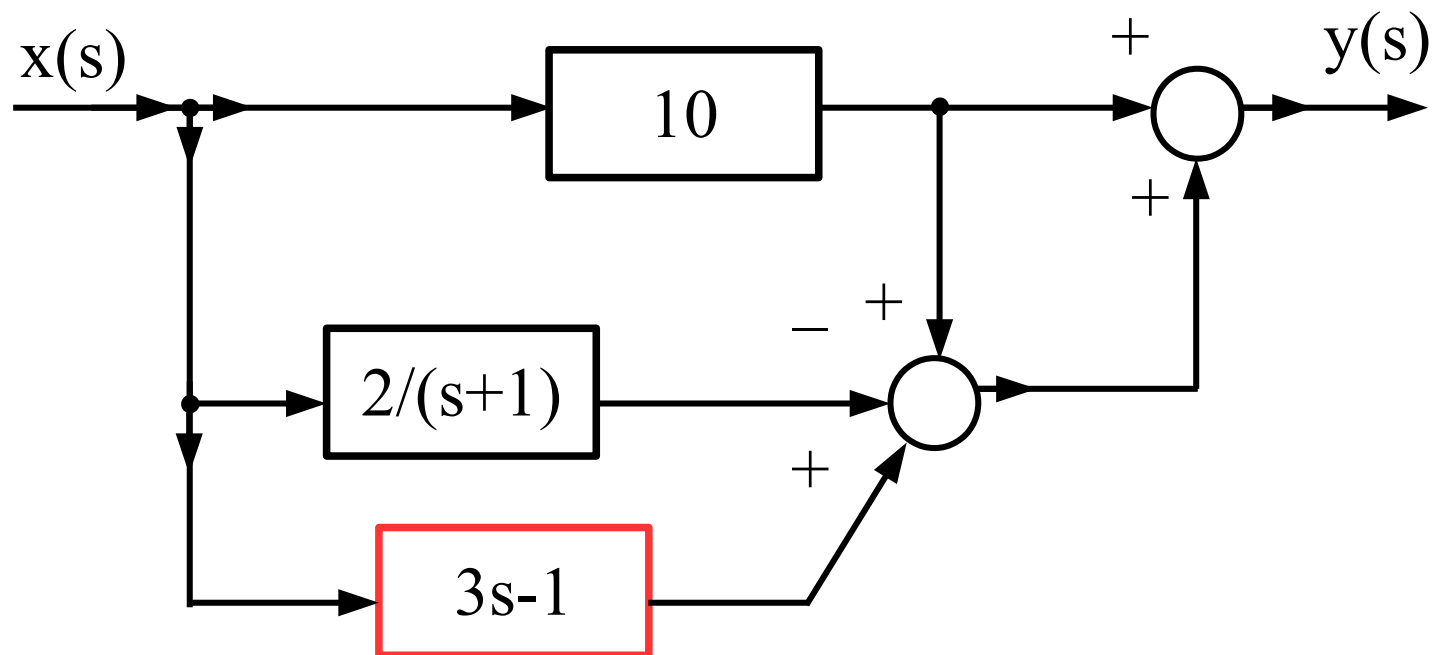 x(s)
10
+
y(s)
+
+
−
2/(s+1)
+
3s-1